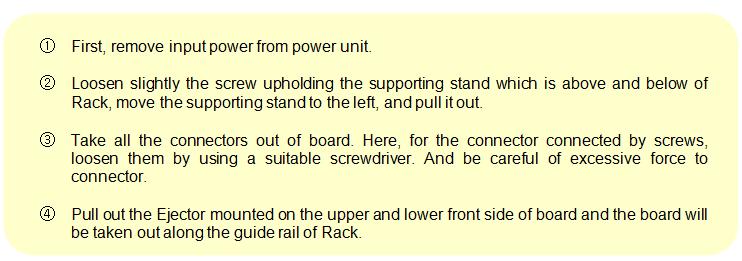 ① First, remove input power from power unit.
② Loosen slightly the screw upholding the supporting stand which is above and below of
Rack, move the supporting stand to the left, and pull it out.
③ Take all the connectors out of board. Here, for the connector connected by screws,
loosen them by using a suitable screwdriver. And be careful of excessive force to
connector.
④ Pull out the Ejector mounted on the upper and lower front side of board and the board will
be taken out along the guide rail of Rack.